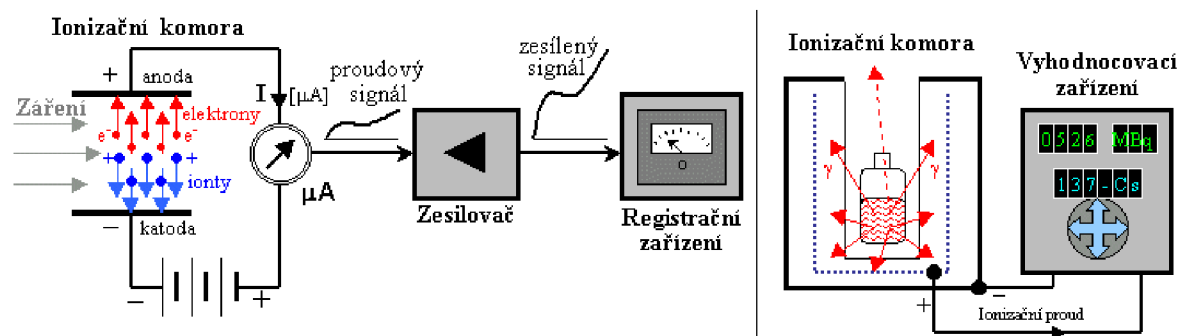 Ionizační komora
+
anoda
Záření
elektrony
e⁻
e⁻
+
+
ionty
−
katoda
−
+
I
[μA]
μA
proudový
signál
Zesilovač
zesílený
signál
0
Registrační
zařízení
Ionizační komora
γ
γ
+
−
Ionizační proud
Vyhodnocovací
zařízení
0526 MBq
137-Cs